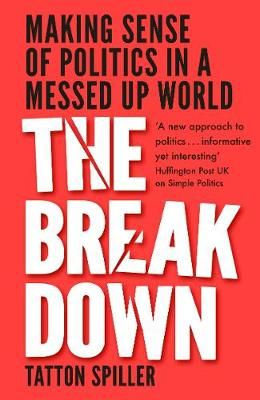 MAKING SENSE
OF POLITICS IN A
MESSED UP WORLD
'A new approach to
politics... informative
yet interesting'
Huffington Post UK
on Simple Politics
THE
BREAK
DOWN
TATTON SPILLER